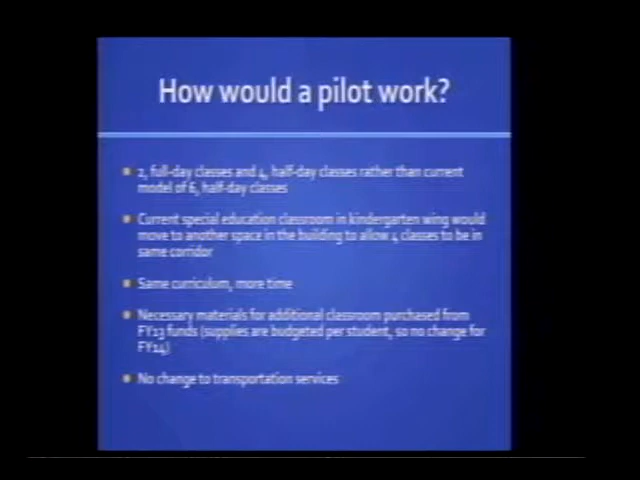 How would a pilot work?
2, full-day classes and 4, half-day classes rather than current
model of 6, half-day classes
Current special education classroom in kindergarten wing would
move to another space in the building to allow 4 classes to be in
same corridor
Same curriculum, more time
Necessary materials for additional classroom purchased from
FY13 funds (supplies are budgeted per student, so no change for
FY14)
No change to transportation services